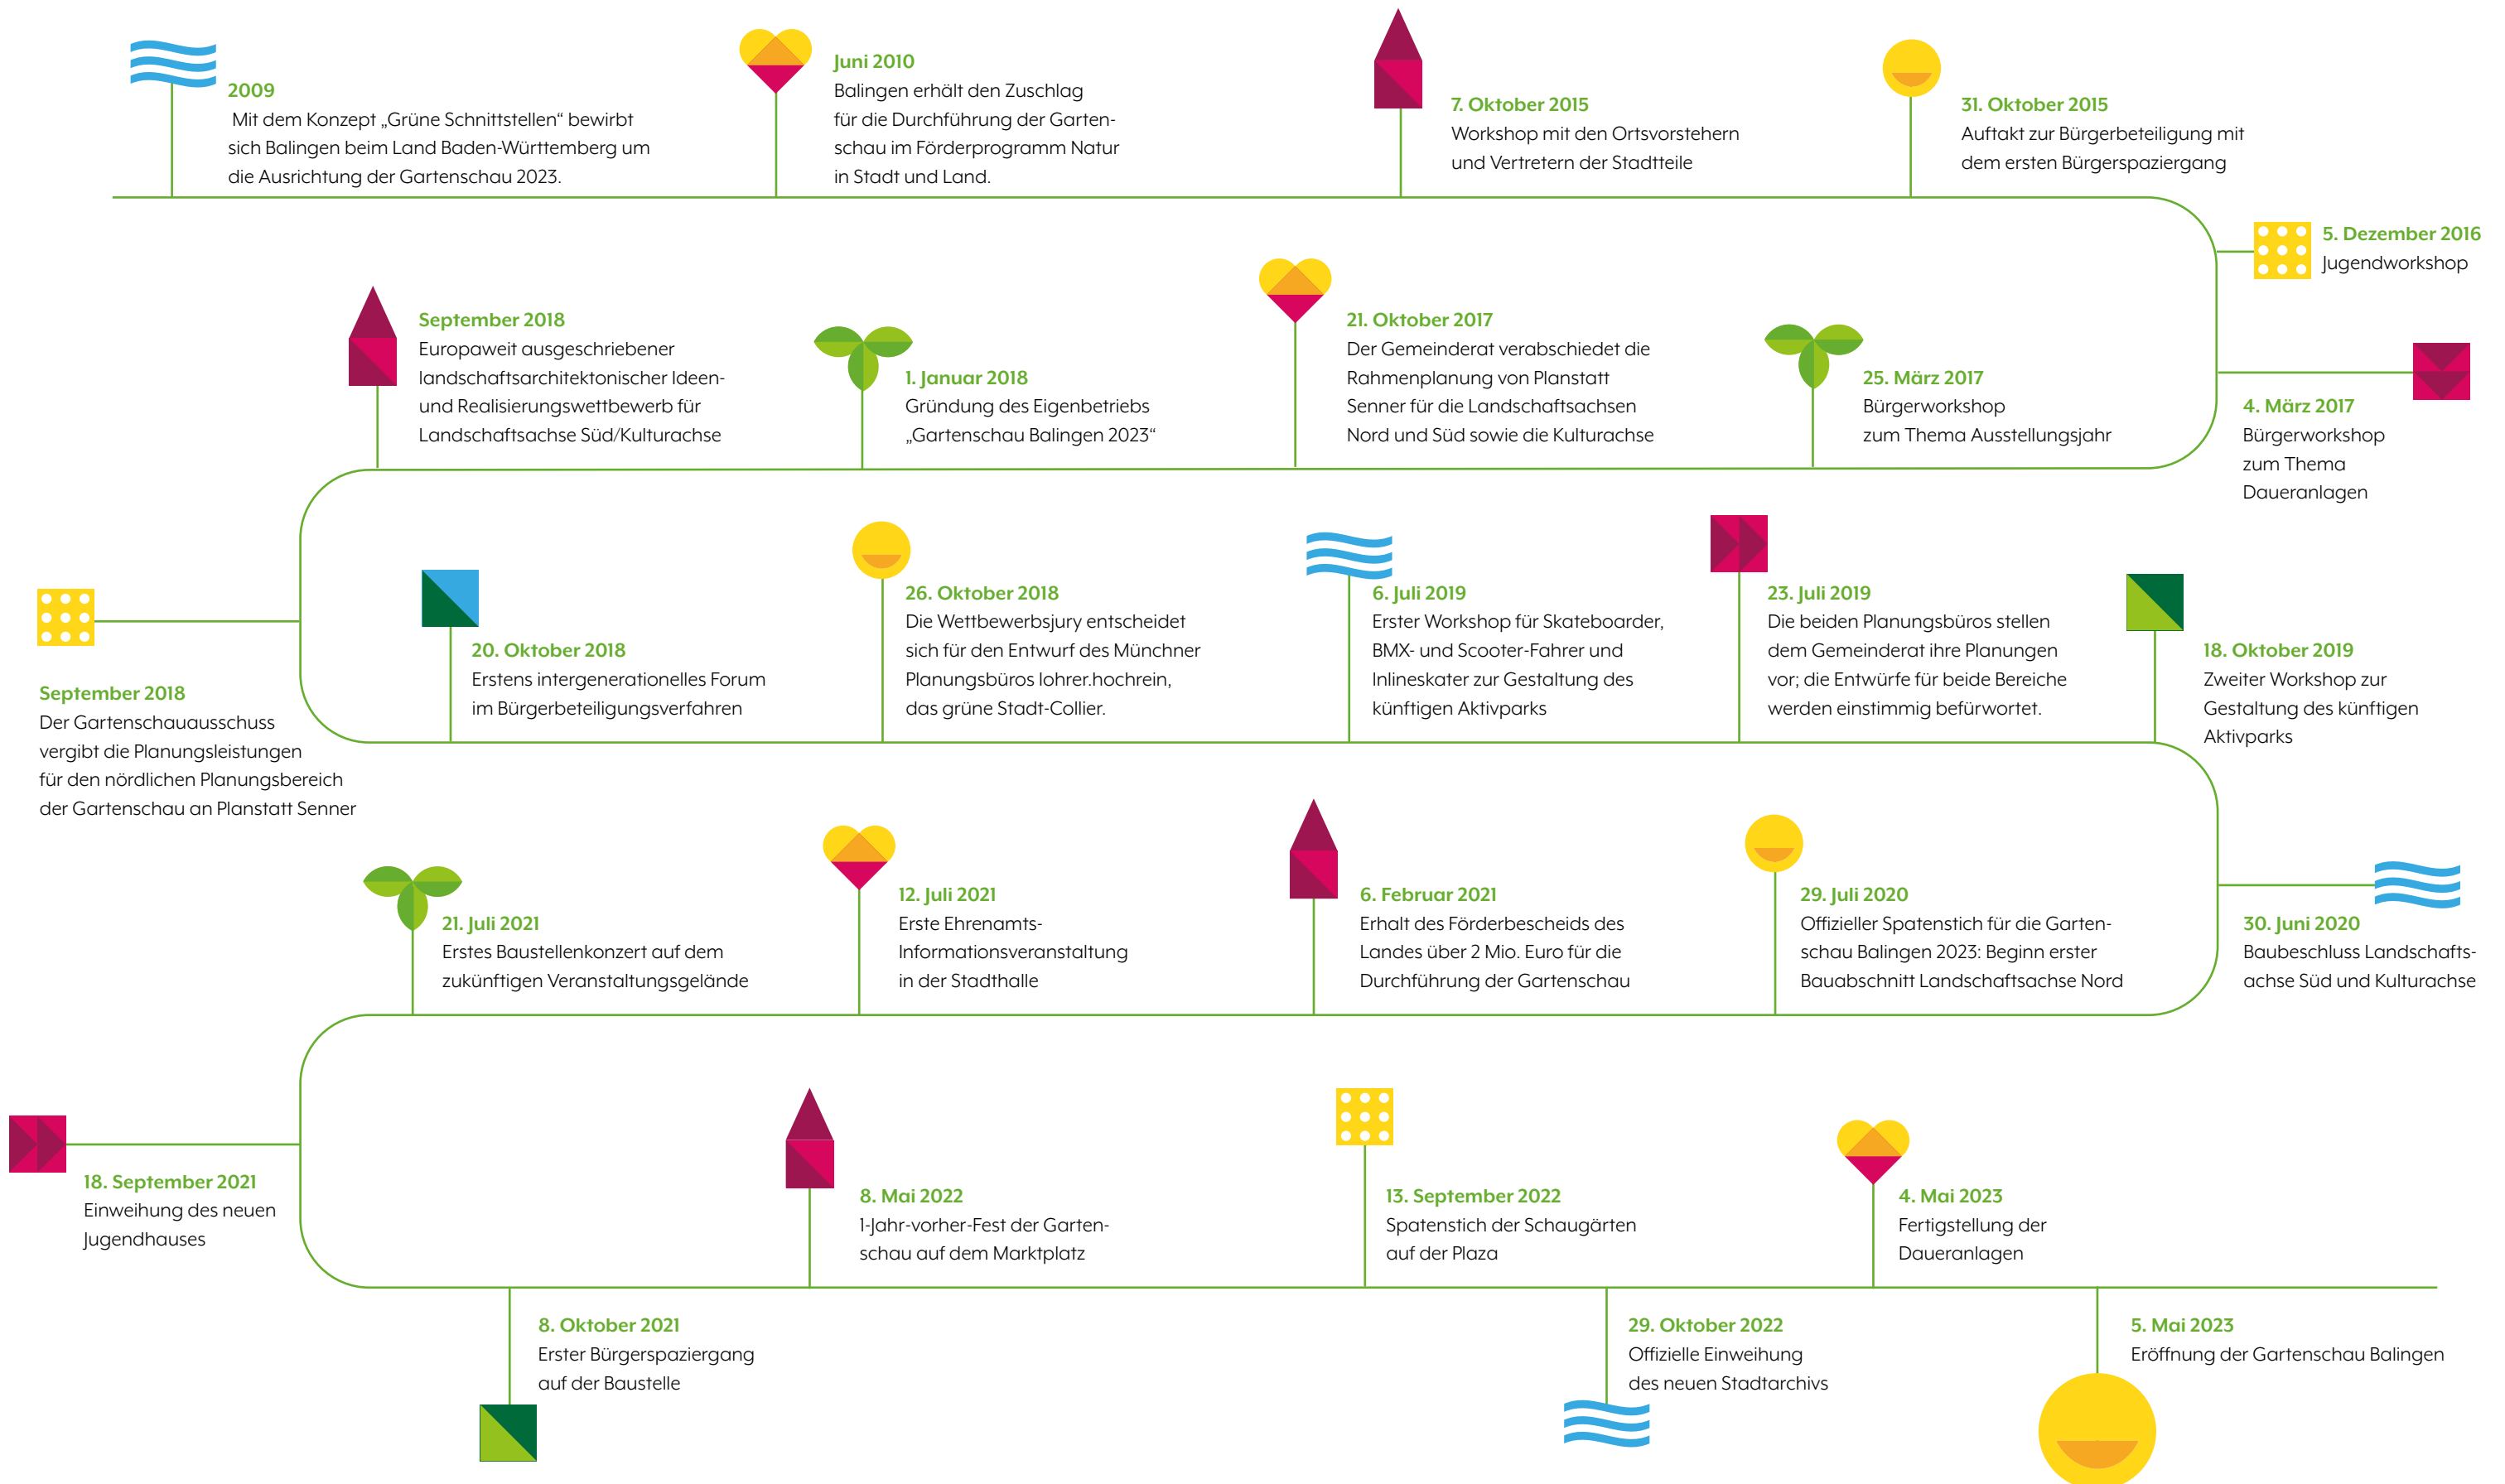 2009
Mit dem Konzept „Grüne Schnittstellen“ bewirbt
sich Balingen beim Land Baden-Württemberg um
die Ausrichtung der Gartenschau 2023.
Juni 2010
Balingen erhält den Zuschlag
für die Durchführung der Garten-
schau im Förderprogramm Natur
in Stadt und Land.
7. Oktober 2015
Workshop mit den Ortsvorstehern
und Vertretern der Stadtteile
31. Oktober 2015
Auftakt zur Bürgerbeteiligung mit
dem ersten Bürgerspaziergang
5. Dezember 2016
Jugendworkshop
4. März 2017
Bürgerworkshop
zum Thema
Daueranlagen
25. März 2017
Bürgerworkshop
zum Thema Ausstellungsjahr
21. Oktober 2017
Der Gemeinderat verabschiedet die
Rahmenplanung von Planstatt
Senner für die Landschaftsachsen
Nord und Süd sowie die Kulturachse
1. Januar 2018
Gründung des Eigenbetriebs
„Gartenschau Balingen 2023“
September 2018
Europaweit ausgeschriebener
landschaftsarchitektonischer Ideen-
und Realisierungswettbewerb für
Landschaftsachse Süd/Kulturachse
September 2018
Der Gartenschauausschuss
vergibt die Planungsleistungen
für den nördlichen Planungsbereich
der Gartenschau an Planstatt Senner
20. Oktober 2018
Erstens intergenerationelles Forum
im Bürgerbeteiligungsverfahren
26. Oktober 2018
Die Wettbewerbsjury entscheidet
sich für den Entwurf des Münchner
Planungsbüros lohrer.hochrein,
das grüne Stadt-Collier.
6. Juli 2019
Erster Workshop für Skateboarder,
BMX- und Scooter-Fahrer und
Inlineskater zur Gestaltung des
künftigen Aktivparks
23. Juli 2019
Die beiden Planungsbüros stellen
dem Gemeinderat ihre Planungen
vor; die Entwürfe für beide Bereiche
werden einstimmig befürwortet.
18. Oktober 2019
Zweiter Workshop zur
Gestaltung des künftigen
Aktivparks
30. Juni 2020
Baubeschluss Landschafts-
achse Süd und Kulturachse
29. Juli 2020
Offizieller Spatenstich für die Garten-
schau Balingen 2023: Beginn erster
Bauabschnitt Landschaftsachse Nord
6. Februar 2021
Erhalt des Förderbescheids des
Landes über 2 Mio. Euro für die
Durchführung der Gartenschau
12. Juli 2021
Erste Ehrenamts-
Informationsveranstaltung
in der Stadthalle
21. Juli 2021
Erstes Baustellenkonzert auf dem
zukünftigen Veranstaltungsgelände
18. September 2021
Einweihung des neuen
Jugendhauses
8. Oktober 2021
Erster Bürgerspaziergang
auf der Baustelle
8. Mai 2022
1-Jahr-vorher-Fest der Garten-
schau auf dem Marktplatz
13. September 2022
Spatenstich der Schaugärten
auf der Plaza
29. Oktober 2022
Offizielle Einweihung
des neuen Stadtarchivs
4. Mai 2023
Fertigstellung der
Daueranlagen
5. Mai 2023
Eröffnung der Gartenschau Balingen